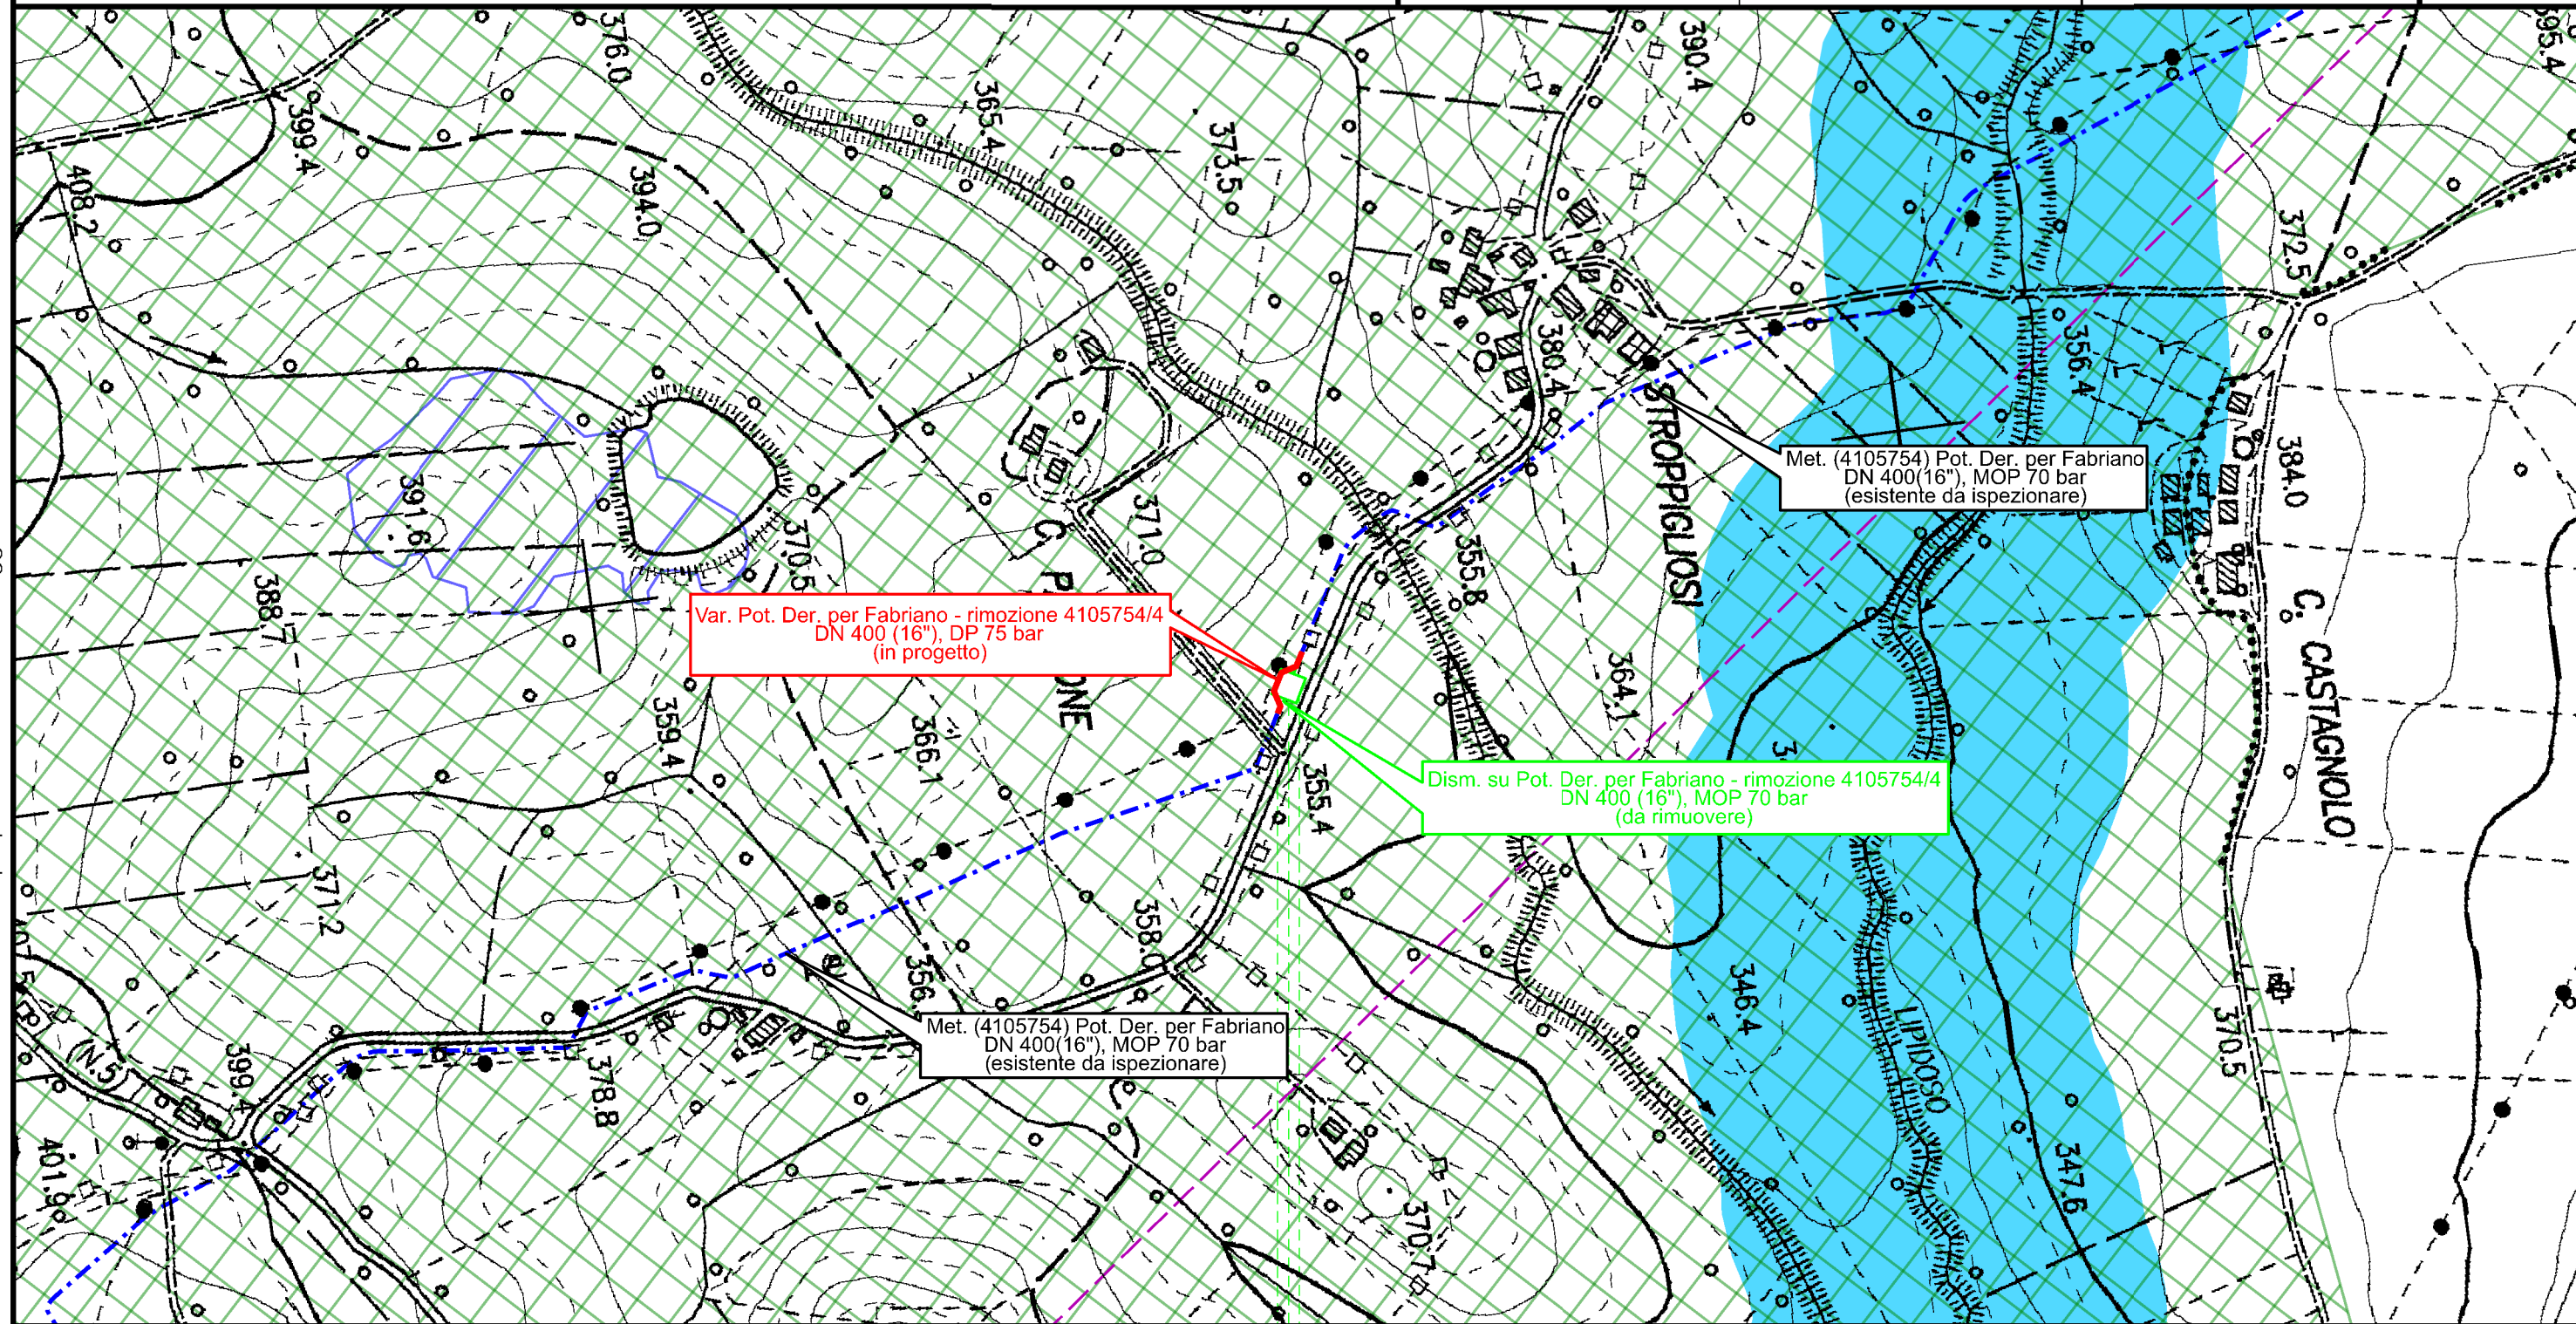 376.0
365.4
390.4
395.4
399.4
408.2
394.0
373.5
372.5
380.4
356.4
STROPPIGLIOSI
Met. (4105754) Pot. Der. per Fabriano
DN 400(16"), MOP 70 bar
(esistente da ispezionare)
384.0
391.6
370.5
371.0
355.8
388.7
C.
Var. Pot. Der. per Fabriano - rimozione 4105754/4
DN 400 (16"), DP 75 bar
(in progetto)
C. CASTAGNOLO
364.1
359.4
366.1
355.4
Dism. su Pot. Der. per Fabriano - rimozione 4105754/4
DN 400 (16"), MOP 70 bar
(da rimuovere)
371.2
358.0
356
346.4
LIPIDOSO
370.5
Met. (4105754) Pot. Der. per Fabriano
DN 400(16"), MOP 70 bar
(esistente da ispezionare)
(N.5)
399.4
378.8
401.9
347.6
370.7